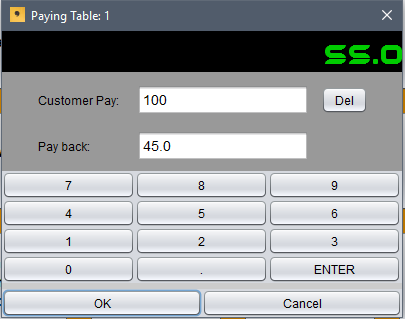 Paying Table: 1
55.0
Customer Pay: 100 Del
Pay back: 45.0
7 8 9
4 5 6
1 2 3
0 . ENTER
OK Cancel